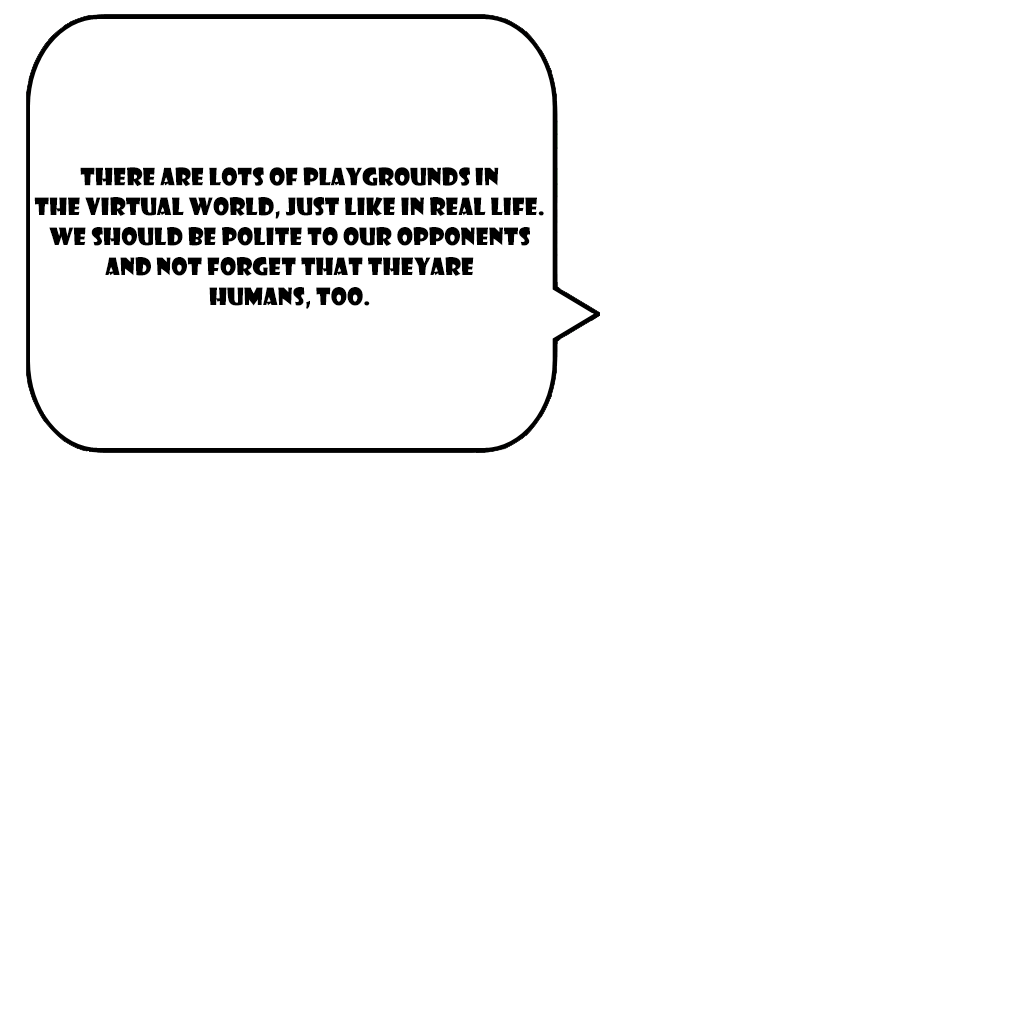 THERE ARE LOTS OF PLAYGROUNDS IN
THE VIRTUAL WORLD, JUST LIKE IN REAL LIFE.
WE SHOULD BE POLITE TO OUR OPPONENTS
AND NOT FORGET THAT THEYARE
HUMANS, TOO.